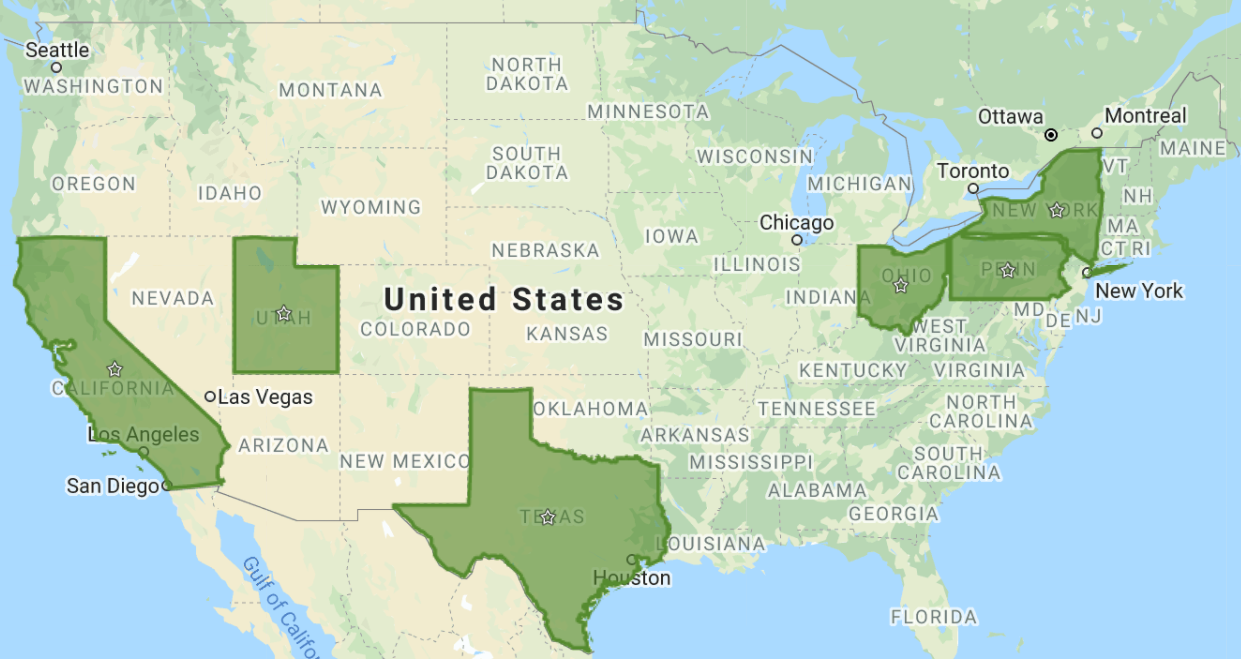 Seattle
WASHINGTON
MONTANA
NORTH
DAKOTA
MINNESOTA
Ottawa
Montreal
MAINE
OREGON
IDAHO
WYOMING
SOUTH
DAKOTA
WISCONSIN
MICHIGAN
Toronto
VT
NH
NEW YORK
MA
CT RI
Chicago
IOWA
NEBRASKA
ILLINOIS
INDIANA
OHIO
PENN
New York
NEVADA
UTAH
United States
COLORADO
KANSAS
MISSOURI
WEST
VIRGINIA
MD
DE
NJ
KENTUCKY
VIRGINIA
CALIFORNIA
Las Vegas
OKLAHOMA
TENNESSEE
NORTH
CAROLINA
Los Angeles
ARIZONA
NEW MEXICO
ARKANSAS
MISSISSIPPI
SOUTH
CAROLINA
San Diego
ALABAMA
GEORGIA
TEXAS
LOUISIANA
Houston
Gulf of Califo
FLORIDA